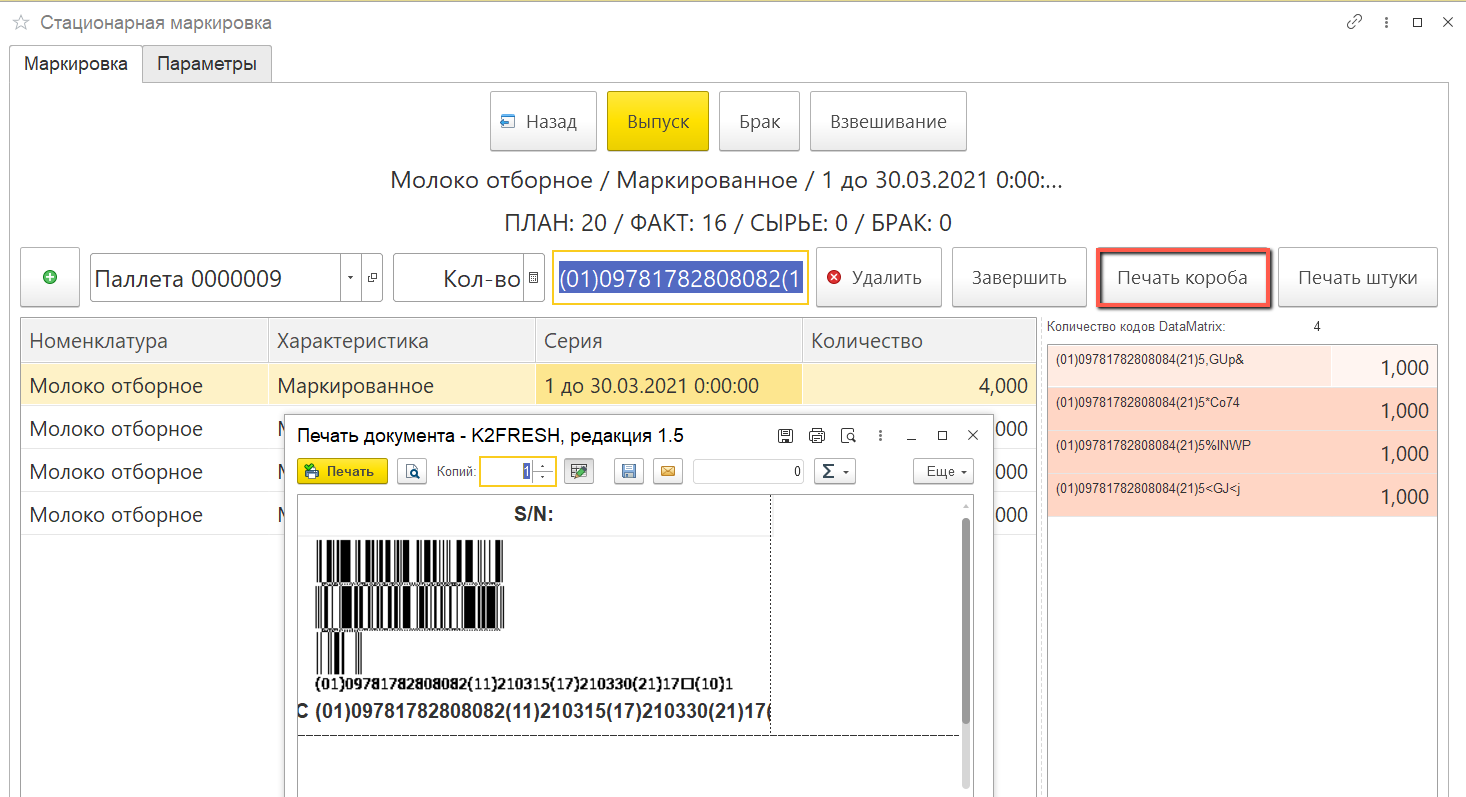 Стационарная маркировка
Маркировка Параметры
Назад Выпуск Брак Взвешивание
Молоко отборное / Маркированное / 1 до 30.03.2021 0:00:...
ПЛАН: 20 / ФАКТ: 16 / СЫРЬЕ: 0 / БРАК: 0
Паллета 0000009 Кол-во (01)09781782808082(1 Удалить Завершить Печать короба Печать штуки
Номенклатура Характеристика Серия Количество
Количество кодов DataMatrix: 4
Молоко отборное Маркированное 1 до 30.03.2021 0:00:00 4,000
Молоко отборное 000
Молоко отборное 000
Молоко отборное 000
(01)09781782808084(21)5,GUp& 1,000
(01)09781782808084(21)5*Co74 1,000
(01)09781782808084(21)5%INWP 1,000
(01)09781782808084(21)5<GJ<j 1,000
Печать документа - K2FRESH, редакция 1.5
Печать Копий: 1 0 Σ Еще
S/N:
(01)09781782808082(11)210315(17)210330(21)17□(10)1
С (01)09781782808082(11)210315(17)210330(21)17(